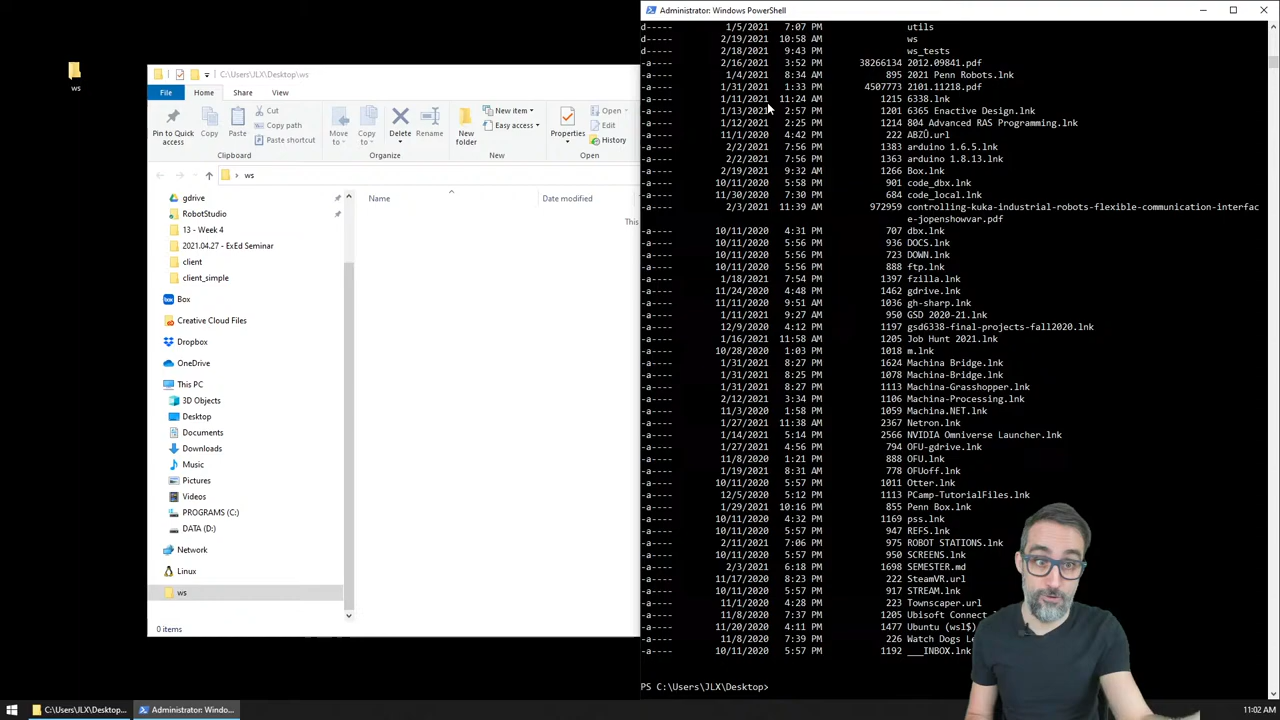 Administrator: Windows PowerShell
d----- 1/5/2021 7:07 PM utils
d----- 2/19/2021 10:58 AM ws
d----- 2/18/2021 9:43 PM ws_tests
-a---- 2/16/2021 3:52 PM 38266134 2012.09841.pdf
-a---- 1/4/2021 8:34 AM 895 2021 Penn Robots.lnk
-a---- 1/31/2021 1:33 PM 4507773 2101.11218.pdf
-a---- 1/11/2021 11:24 AM 1215 6338.lnk
-a---- 1/13/2021 2:57 PM 1201 6365 Enactive Design.lnk
-a---- 1/12/2021 2:25 PM 1214 804 Advanced RAS Programming.lnk
-a---- 11/1/2020 4:42 PM 222 ABZÛ.url
-a---- 2/2/2021 7:56 PM 1383 arduino 1.6.5.lnk
-a---- 2/2/2021 7:56 PM 1363 arduino 1.8.13.lnk
-a---- 2/19/2021 9:32 AM 1266 Box.lnk
-a---- 10/11/2020 5:58 PM 901 code_dbx.lnk
-a---- 11/30/2020 7:30 PM 684 code_local.lnk
-a---- 2/3/2021 11:39 AM 972959 controlling-kuka-industrial-robots-flexible-communication-interfac
e-jopenshowvar.pdf
-a---- 10/11/2020 4:31 PM 707 dbx.lnk
-a---- 10/11/2020 5:56 PM 936 DOCS.lnk
-a---- 10/11/2020 5:56 PM 723 DOWN.lnk
-a---- 10/11/2020 5:56 PM 888 ftp.lnk
-a---- 1/18/2021 7:54 PM 1397 fzilla.lnk
-a---- 11/24/2020 4:48 PM 1462 gdrive.lnk
-a---- 11/11/2020 9:51 AM 1036 gh-sharp.lnk
-a---- 1/11/2021 9:27 AM 950 GSD 2020-21.lnk
-a---- 12/9/2020 4:12 PM 1197 gsd6338-final-projects-fall2020.lnk
-a---- 1/16/2021 11:58 AM 1205 Job Hunt 2021.lnk
-a---- 10/28/2020 1:03 PM 1018 m.lnk
-a---- 1/31/2021 8:27 PM 1624 Machina Bridge.lnk
-a---- 1/31/2021 8:25 PM 1078 Machina-Bridge.lnk
-a---- 1/31/2021 8:27 PM 1113 Machina-Grasshopper.lnk
-a---- 2/12/2021 3:34 PM 1106 Machina-Processing.lnk
-a---- 11/3/2020 1:58 PM 1059 Machina.NET.lnk
-a---- 1/27/2021 11:38 AM 2367 Netron.lnk
-a---- 1/14/2021 5:14 PM 2566 NVIDIA Omniverse Launcher.lnk
-a---- 1/27/2021 4:56 PM 794 OFU-gdrive.lnk
-a---- 11/8/2020 1:21 PM 888 OFU.lnk
-a---- 1/19/2021 8:31 AM 778 OFUoff.lnk
-a---- 10/11/2020 5:57 PM 1011 Otter.lnk
-a---- 12/5/2020 5:12 PM 1113 PCamp-TutorialFiles.lnk
-a---- 1/29/2021 10:16 AM 855 Penn Box.lnk
-a---- 10/11/2020 4:32 PM 1169 pss.lnk
-a---- 10/11/2020 5:57 PM 947 REFS.lnk
-a---- 2/11/2021 7:06 PM 975 ROBOT STATIONS.lnk
-a---- 10/11/2020 5:57 PM 950 SCREENS.lnk
-a---- 2/3/2021 6:18 PM 1698 SEMESTER.md
-a---- 11/17/2020 8:23 PM 222 SteamVR.url
-a---- 10/11/2020 5:57 PM 917 STREAM.lnk
-a---- 11/1/2020 4:28 PM 223 Townscaper.url
-a---- 11/8/2020 7:37 PM 1205 Ubisoft Connect.l
-a---- 11/20/2020 4:11 PM 1477 Ubuntu (wsl$)
-a---- 11/8/2020 7:39 PM 226 Watch Dogs Le
-a---- 10/11/2020 5:57 PM 1192 ___INBOX.lnk
PS C:\Users\JLX\Desktop>
ws
C:\Users\JLX\Desktop\ws
File Home Share View
Pin to Quick access
Copy
Paste
Cut
Copy path
Paste shortcut
Clipboard
Move to
Copy to
Delete
Rename
Organize
New folder
New item
Easy access
New
Properties
Open
Edit
History
Open
ws
Name Date modified
This
gdrive
RobotStudio
13 - Week 4
2021.04.27 - ExEd Seminar
client
client_simple
Box
Creative Cloud Files
Dropbox
OneDrive
This PC
3D Objects
Desktop
Documents
Downloads
Music
Pictures
Videos
PROGRAMS (C:)
DATA (D:)
Network
Linux
ws
0 items
C:\Users\JLX\Desktop...
Administrator: Windo...
11:02 AM